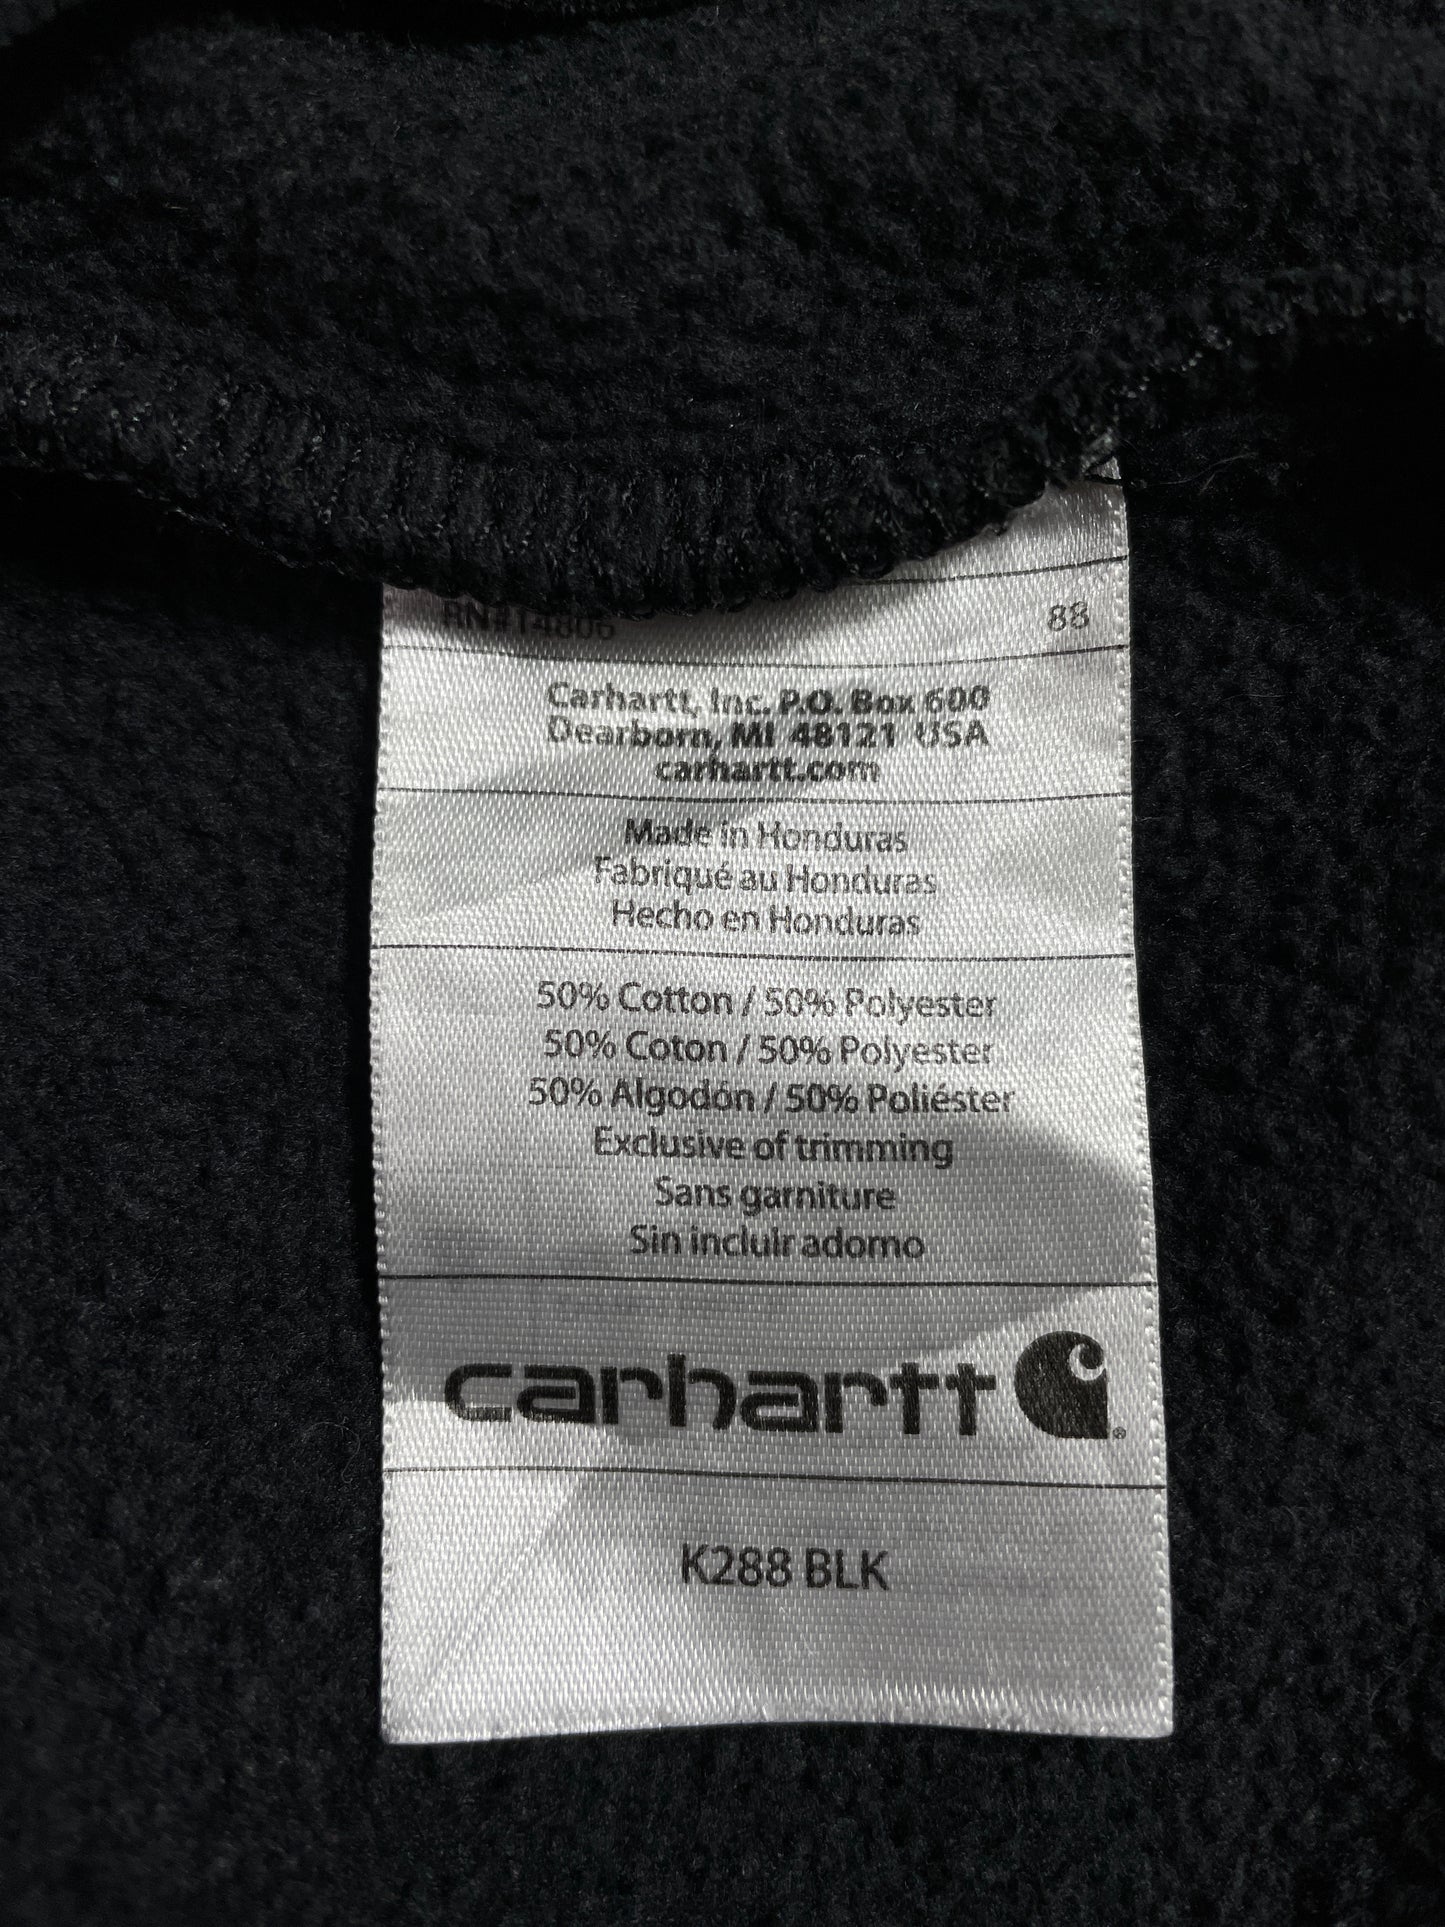 RN#14806 88
Carhartt, Inc. P.O. Box 600
Dearborn, MI 48121 USA
carhartt.com
Made in Honduras
Fabriqué au Honduras
Hecho en Honduras
50% Cotton / 50% Polyester
50% Coton / 50% Polyester
50% Algodón / 50% Poliéster
Exclusive of trimming
Sans garniture
Sin incluir adorno
carhartt ®
K288 BLK